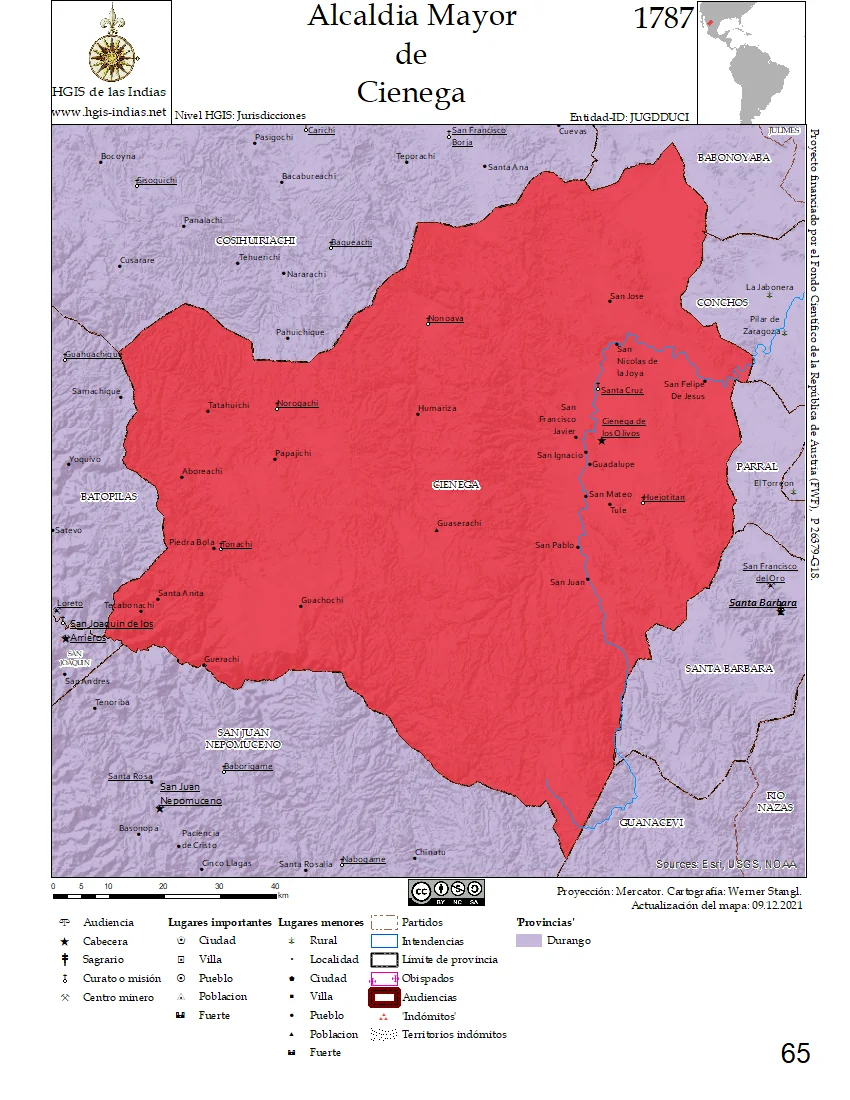 Alcaldia Mayor
de
Cienega
1787
HGIS de las Indias
www.hgis-indias.net
Nivel HGIS: Jurisdicciones
Entidad-ID: JUGDDUCI
Carichi
Pasigochi
San Francisco
Borja
Cuevas
JULIMES
Bocoyna
Teporachi
Santa Ana
BABONOYABA
Sisoquichi
Bacabureachi
Panalachi
COSIHUIRIACHI
Baqueachi
Cusarare
Tehuerichi
Nararachi
La Jabonera
San Jose
CONCHOS
Nonoava
Pilar de
Zaragoza
Pahuichique
San
Nicolas de
la Joya
Guahuachique
Samachique
San Felipe
De Jesus
Santa Cruz
Tatahuichi
Norogachi
Humariza
San
Francisco
Javier
Cienega de
los Olivos
Papajichi
San Ignacio
Guadalupe
Yoquivo
Aboreachi
PARRAL
CIENEGA
El Torreon
BATOPILAS
San Mateo
Huejotitan
Tule
Guaserachi
Satevo
Piedra Bola
Tonachi
San Pablo
San Francisco
del Oro
San Juan
Santa Anita
Guachochi
Loreto
Tecabonachi
Santa Barbara
San Joaquin de los
Arrieros
SAN
JOAQUIN
Guerachi
SANTA BARBARA
San Andres
Tenoriba
SAN JUAN
NEPOMUCENO
Baborigame
Santa Rosa
San Juan
Nepomuceno
RIO
NAZAS
GUANACEVI
Basonopa
Paciencia
de Cristo
Chinatu
Cinco Llagas
Santa Rosalia
Nabogame
Sources: Esri, USGS, NOAA
Proyecto financiado por el Fondo Científico de la República de Austria (FWF), P 26379-G18.
0 5 10 20 30 40
km
CC BY NC SA
Proyección: Mercator. Cartografía: Werner Stangl.
Actualización del mapa: 09.12.2021
Audiencia
Cabecera
Sagrario
Curato o misión
Centro minero
Lugares importantes
Ciudad
Villa
Pueblo
Poblacion
Fuerte
Lugares menores
Rural
Localidad
Ciudad
Villa
Pueblo
Poblacion
Fuerte
Partidos
Intendencias
Límite de provincia
Obispados
Audiencias
'Indómitos'
Territorios indómitos
'Provincias'
Durango
65